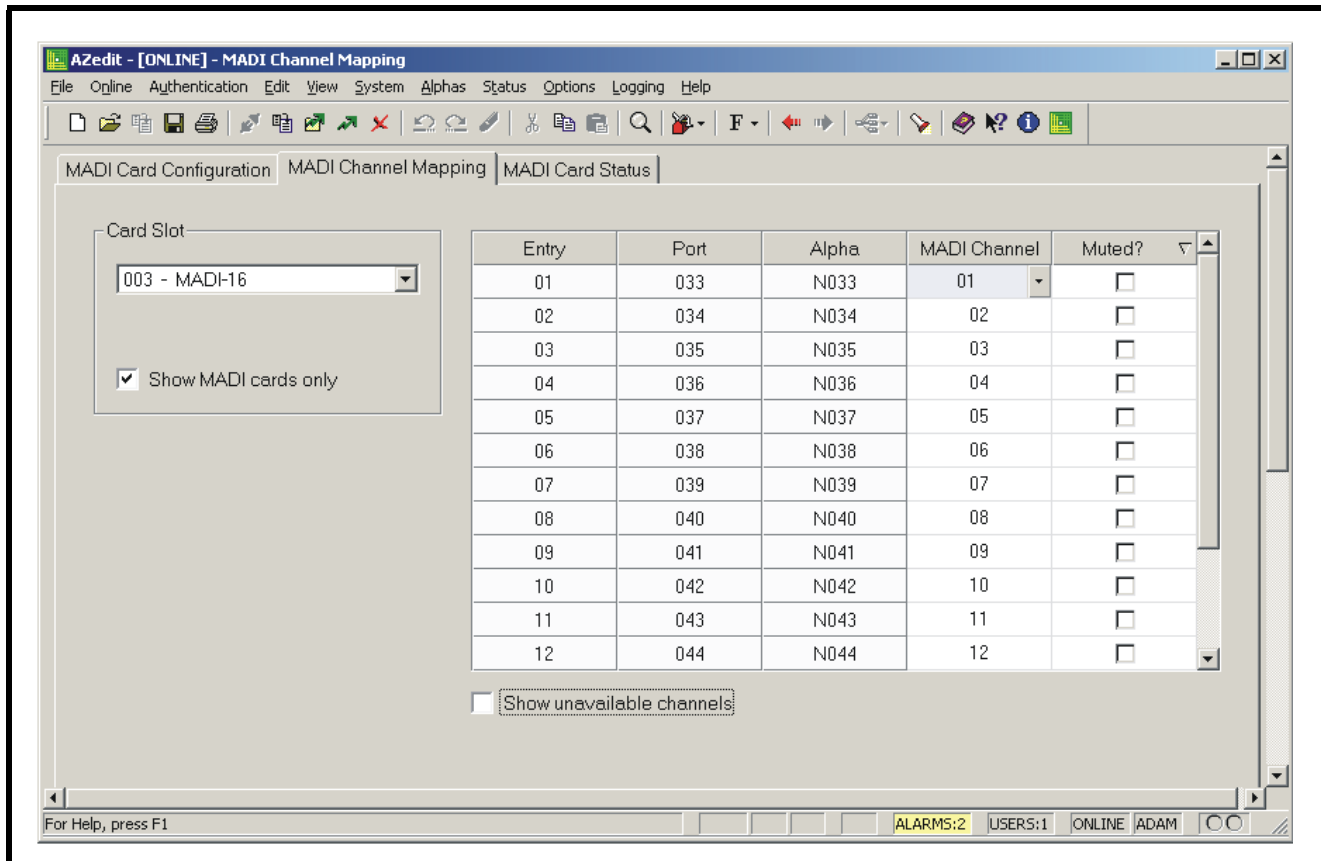 AZedit - [ONLINE] - MADI Channel Mapping
File Online Authentication Edit View System Alphas Status Options Logging Help
F
MADI Card Configuration MADI Channel Mapping MADI Card Status
Card Slot
003 - MADI-16
Show MADI cards only
Entry Port Alpha MADI Channel Muted?
01 033 N033 01
02 034 N034 02
03 035 N035 03
04 036 N036 04
05 037 N037 05
06 038 N038 06
07 039 N039 07
08 040 N040 08
09 041 N041 09
10 042 N042 10
11 043 N043 11
12 044 N044 12
Show unavailable channels
For Help, press F1 ALARMS:2 USERS:1 ONLINE ADAM